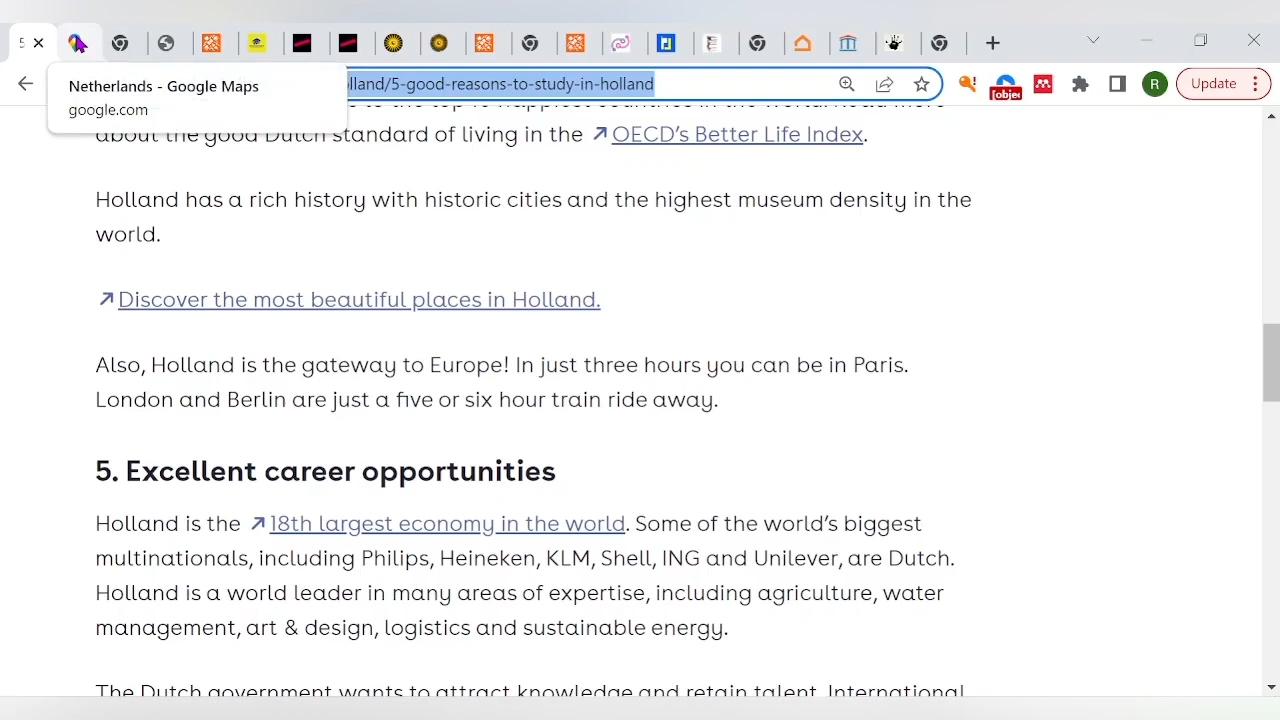 5
Netherlands - Google Maps
google.com
lland/5-good-reasons-to-study-in-holland
[objec
R
Update
about the good Dutch standard of living in the OECD's Better Life Index.
Holland has a rich history with historic cities and the highest museum density in the
world.
Discover the most beautiful places in Holland.
Also, Holland is the gateway to Europe! In just three hours you can be in Paris.
London and Berlin are just a five or six hour train ride away.
5. Excellent career opportunities
Holland is the 18th largest economy in the world. Some of the world's biggest
multinationals, including Philips, Heineken, KLM, Shell, ING and Unilever, are Dutch.
Holland is a world leader in many areas of expertise, including agriculture, water
management, art & design, logistics and sustainable energy.
The Dutch government wants to attract knowledge and retain talent. International